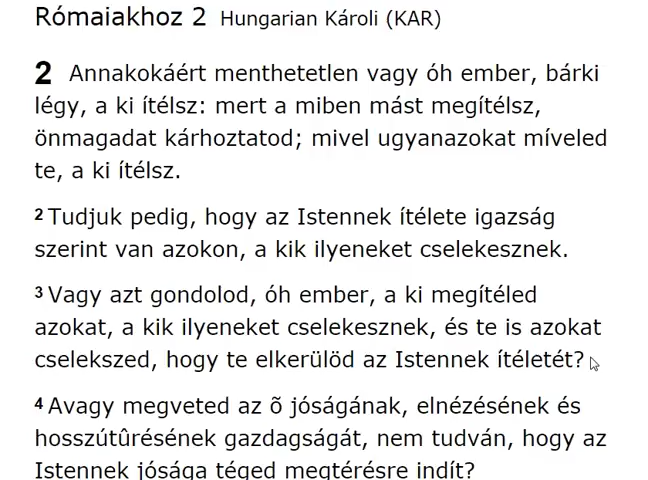 Rómaiakhoz 2 Hungarian Károli (KAR)
2 Annakokáért menthetetlen vagy óh ember, bárki
légy, a ki ítélsz: mert a miben mást megítélsz,
önmagadat kárhoztatod; mivel ugyanazokat míveled
te, a ki ítélsz.
2 Tudjuk pedig, hogy az Istennek ítélete igazság
szerint van azokon, a kik ilyeneket cselekesznek.
3 Vagy azt gondolod, óh ember, a ki megítéled
azokat, a kik ilyeneket cselekesznek, és te is azokat
cselekszed, hogy te elkerülöd az Istennek ítéletét?
4 Avagy megveted az õ jóságának, elnézésének és
hosszútûrésének gazdagságát, nem tudván, hogy az
Istennek jósága téged megtérésre indít?